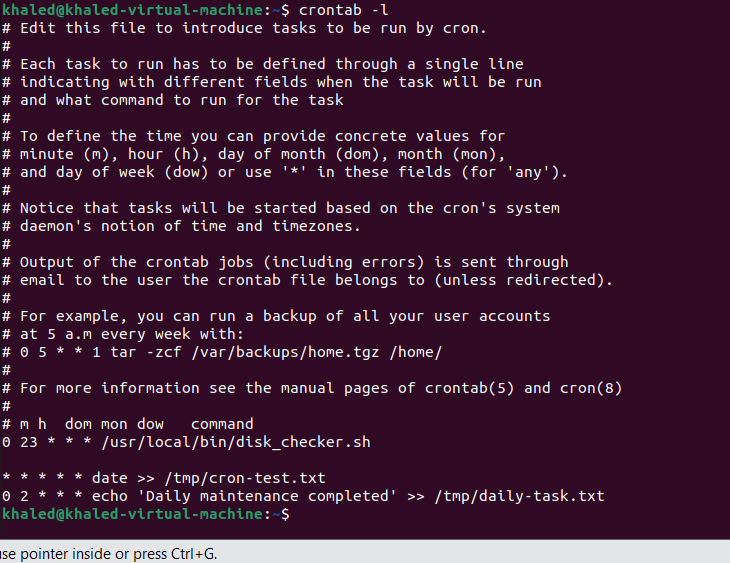 khaled@khaled-virtual-machine:~$ crontab -l
# Edit this file to introduce tasks to be run by cron.
#
# Each task to run has to be defined through a single line
# indicating with different fields when the task will be run
# and what command to run for the task
#
# To define the time you can provide concrete values for
# minute (m), hour (h), day of month (dom), month (mon),
# and day of week (dow) or use '*' in these fields (for 'any').
#
# Notice that tasks will be started based on the cron's system
# daemon's notion of time and timezones.
#
# Output of the crontab jobs (including errors) is sent through
# email to the user the crontab file belongs to (unless redirected).
#
# For example, you can run a backup of all your user accounts
# at 5 a.m every week with:
# 0 5 * * 1 tar -zcf /var/backups/home.tgz /home/
#
# For more information see the manual pages of crontab(5) and cron(8)
#
# m h  dom mon dow   command
0 23 * * * /usr/local/bin/disk_checker.sh

* * * * * date >> /tmp/cron-test.txt
0 2 * * * echo 'Daily maintenance completed' >> /tmp/daily-task.txt
khaled@khaled-virtual-machine:~$
use pointer inside or press Ctrl+G.